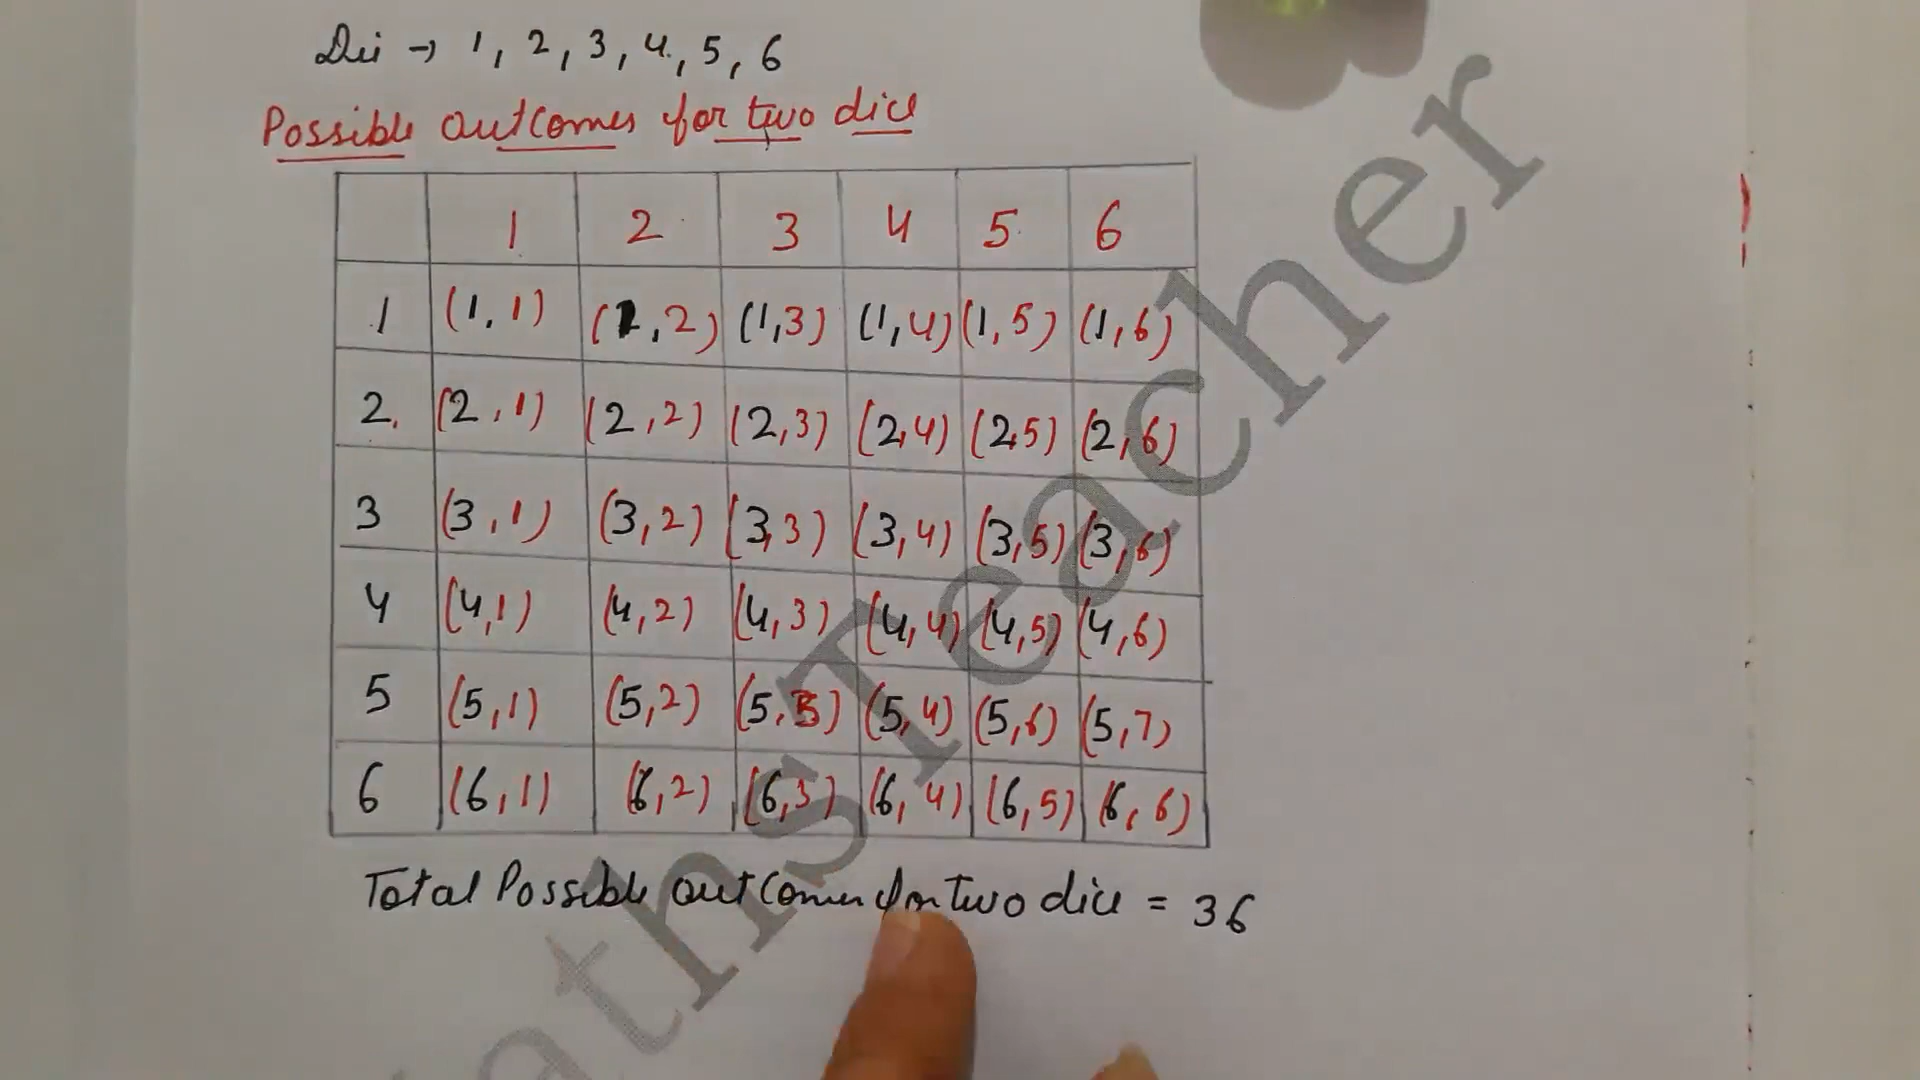 Die → 1, 2, 3, 4, 5, 6
Possible outcomes for two dice
1 2 3 4 5 6
1 (1, 1) (1, 2) (1,3) (1,4) (1,5) (1,6)
2. (2, 1) (2,2) (2,3) (2,4) (2,5) (2,6)
3 (3,1) (3,2) (3,3) (3,4) (3,5) (3,6)
4 (4,1) (4,2) (4,3) (4,4) (4,5) (4,6)
5 (5,1) (5,2) (5,3) (5,4) (5,6) (5,7)
6 (6,1) (6,2) (6,3) (6,4) (6,5) (6,6)
Total Possible outcomes for two dice = 36
aths Teacher